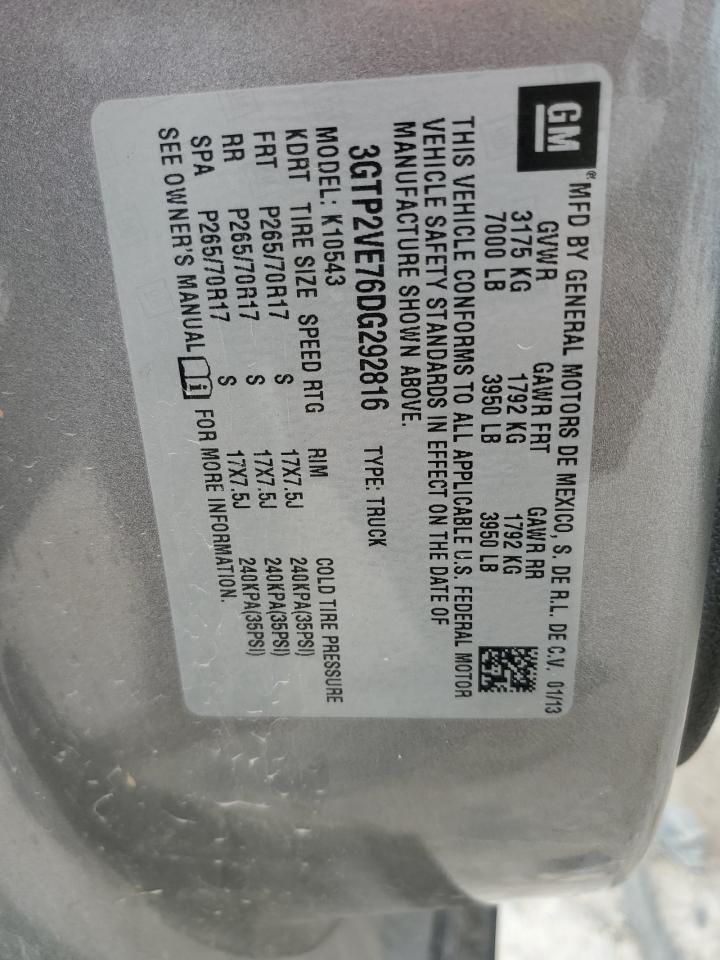 GM
® MFD BY GENERAL MOTORS DE MEXICO, S. DE R.L. DE C.V. 01/13
GVWR GAWR FRT GAWR RR
3175 KG 1792 KG 1792 KG
7000 LB 3950 LB 3950 LB
THIS VEHICLE CONFORMS TO ALL APPLICABLE U.S. FEDERAL MOTOR
VEHICLE SAFETY STANDARDS IN EFFECT ON THE DATE OF
MANUFACTURE SHOWN ABOVE.
3GTP2VE76DG292816 TYPE: TRUCK
MODEL: K10543
KDRT TIRE SIZE SPEED RTG RIM COLD TIRE PRESSURE
FRT P265/70R17 S 17X7.5J 240KPA(35PSI)
RR P265/70R17 S 17X7.5J 240KPA(35PSI)
SPA P265/70R17 S 17X7.5J 240KPA(35PSI)
SEE OWNER'S MANUAL i FOR MORE INFORMATION.